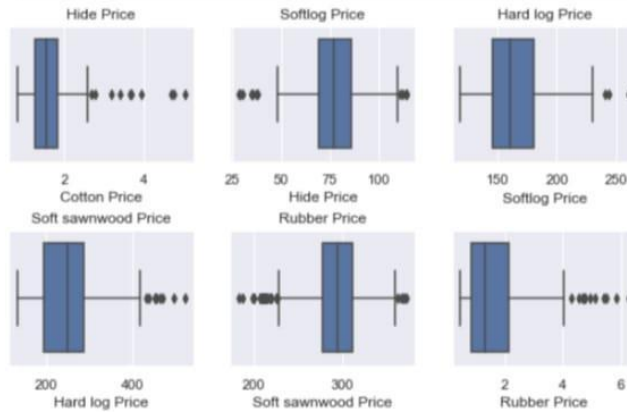 Hide Price
Softlog Price
Hard log Price
2 4
25 50 75 100
150 200 250
Cotton Price
Hide Price
Softlog Price
Soft sawnwood Price
Rubber Price
200 400
200 300
2 4 6
Hard log Price
Soft sawnwood Price
Rubber Price